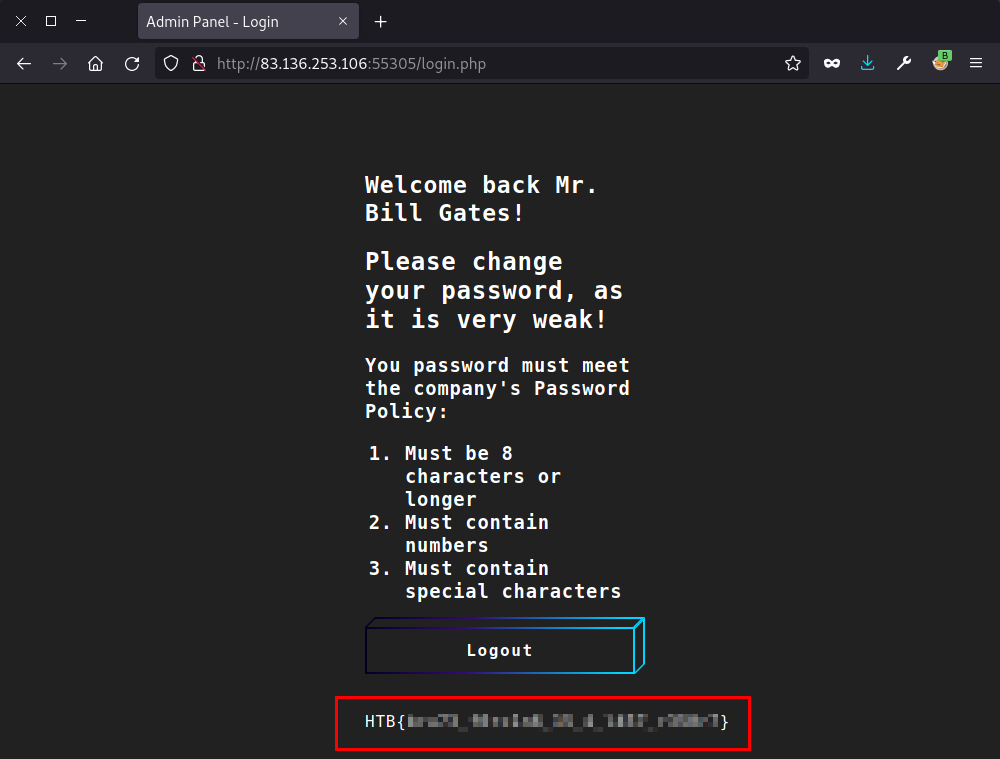 Admin Panel - Login
http://83.136.253.106:55305/login.php
B
Welcome back Mr.
Bill Gates!
Please change
your password, as
it is very weak!
You password must meet
the company's Password
Policy:
1. Must be 8
characters or
longer
2. Must contain
numbers
3. Must contain
special characters
Logout
HTB{ }